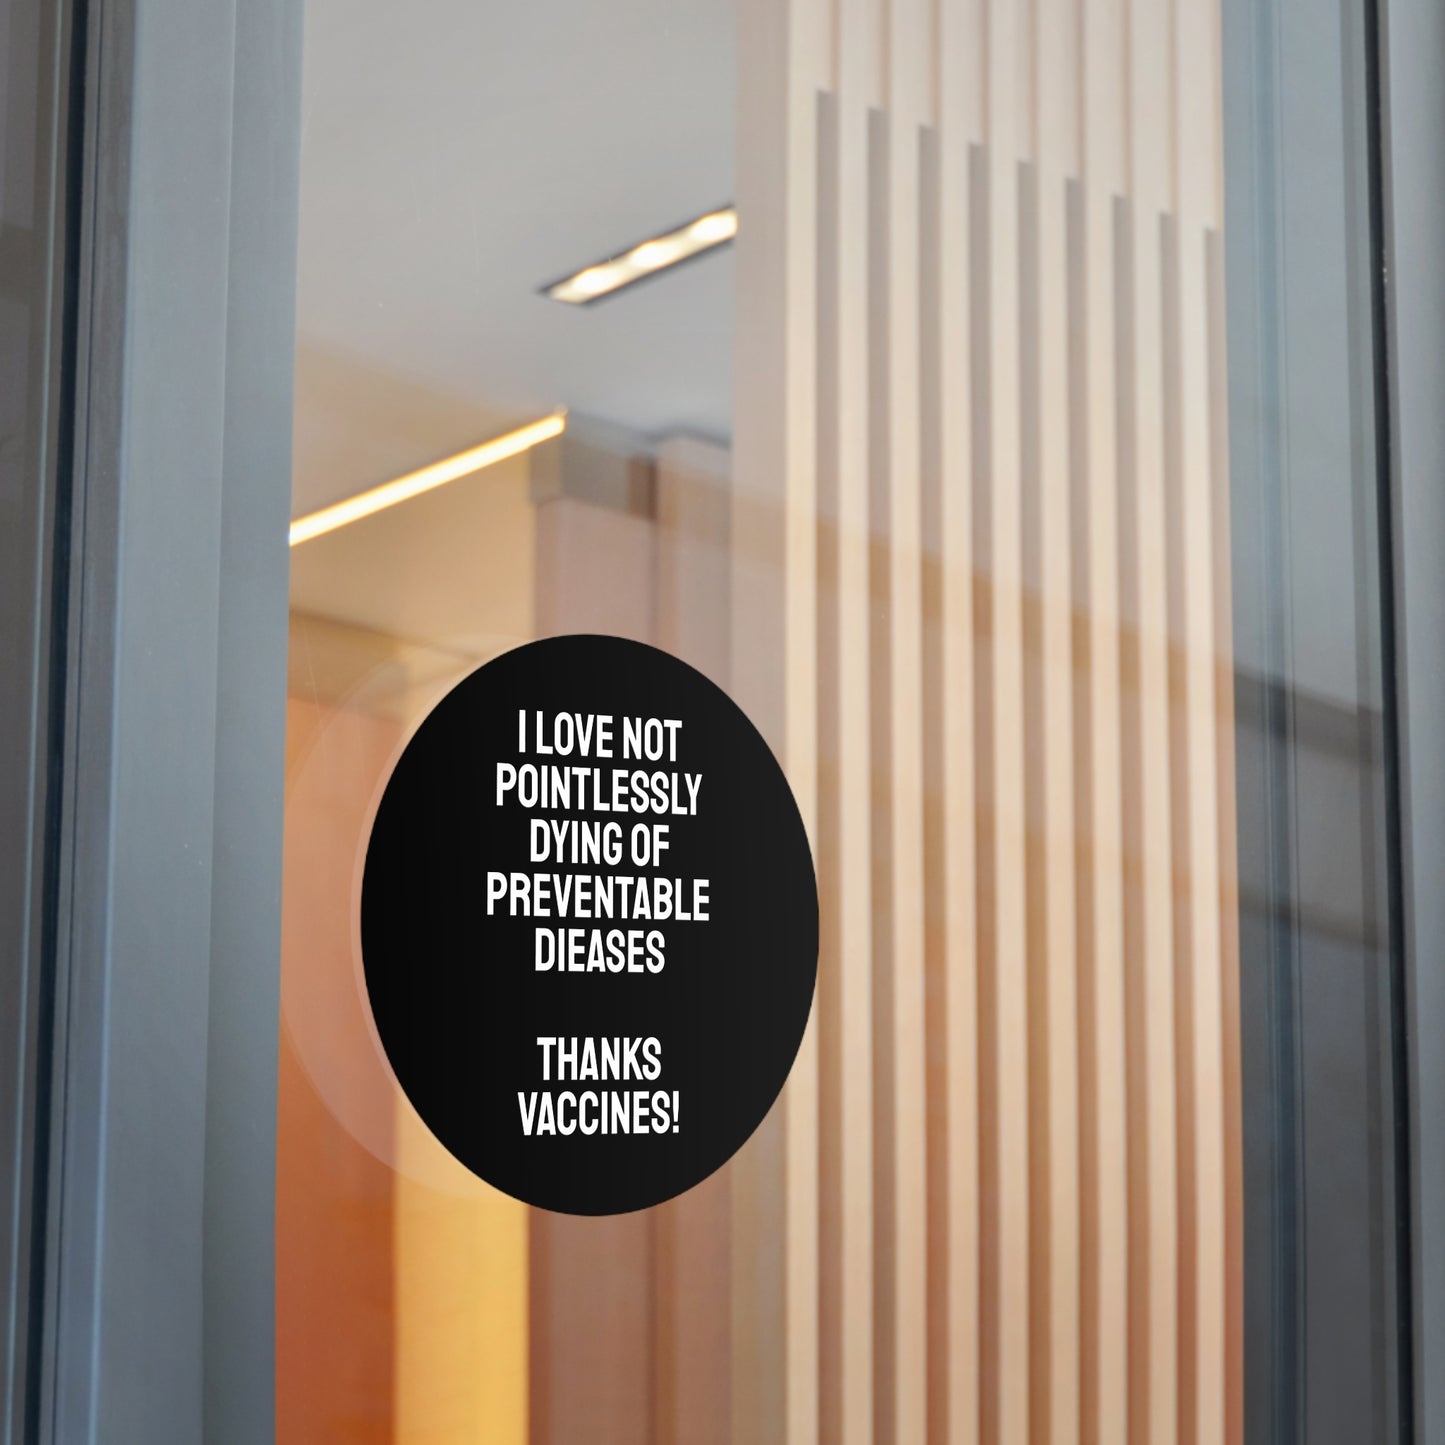 I LOVE NOT
POINTLESSLY
DYING OF
PREVENTABLE
DIEASES
THANKS
VACCINES!